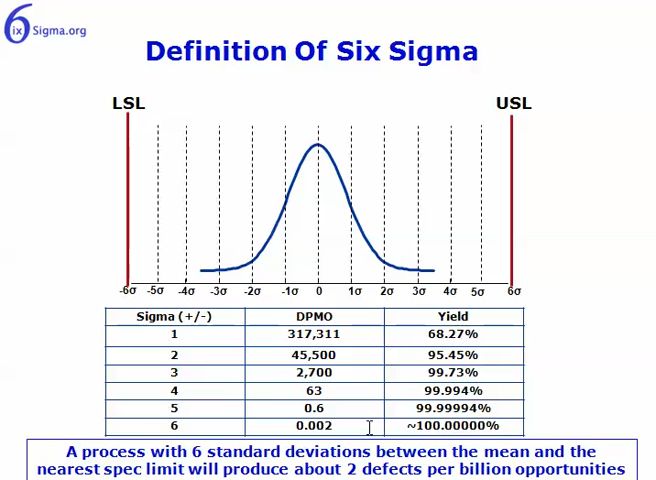 6ix Sigma.org
Definition Of Six Sigma
LSL USL
-6σ -5σ -4σ -3σ -2σ -1σ 0 1σ 2σ 3σ 4σ 5σ 6σ
Sigma (+/-) DPMO Yield
1 317,311 68.27%
2 45,500 95.45%
3 2,700 99.73%
4 63 99.994%
5 0.6 99.99994%
6 0.002 ~100.00000%
A process with 6 standard deviations between the mean and the
nearest spec limit will produce about 2 defects per billion opportunities